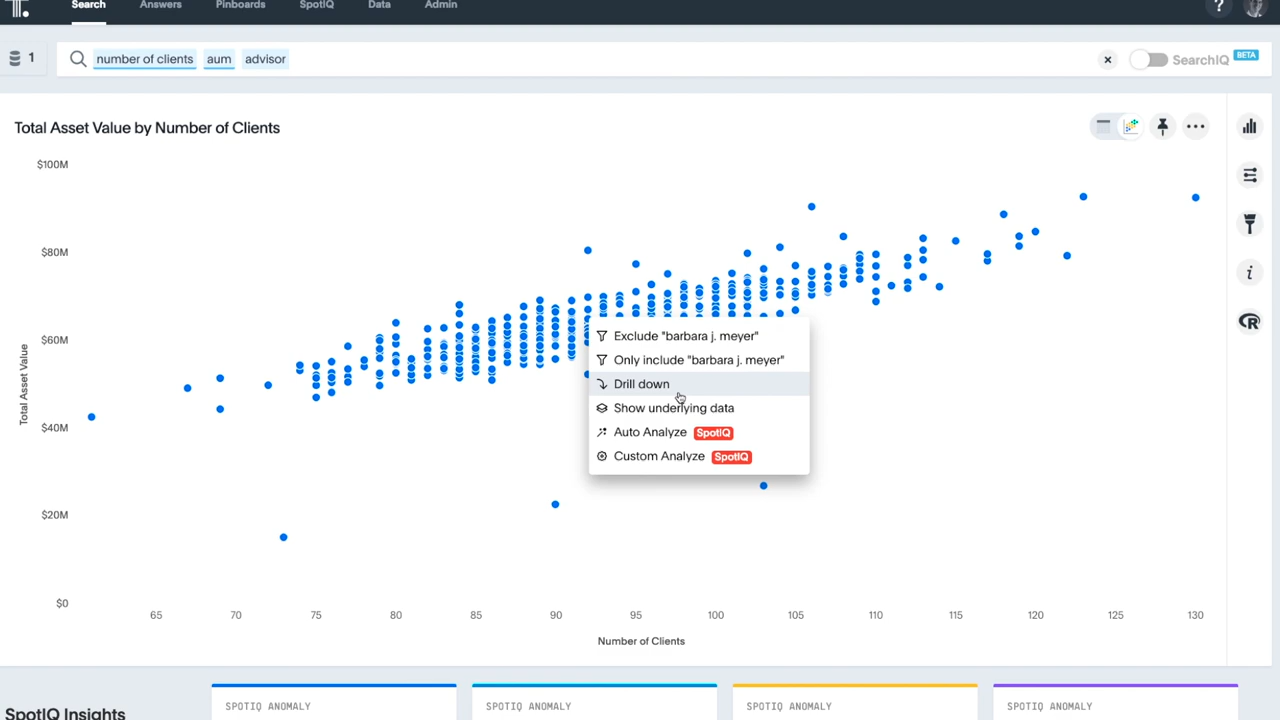 Search Answers Pinboards SpotIQ Data Admin ?
1 number of clients aum advisor × SearchIQ BETA
Total Asset Value by Number of Clients
$100M
$80M
$60M
$40M
$20M
$0
Total Asset Value
65 70 75 80 85 90 95 100 105 110 115 120 125 130
Number of Clients
Exclude "barbara j. meyer"
Only include "barbara j. meyer"
Drill down
Show underlying data
Auto Analyze SpotIQ
Custom Analyze SpotIQ
i
R
SpotIQ Insights
SPOTIQ ANOMALY SPOTIQ ANOMALY SPOTIQ ANOMALY SPOTIQ ANOMALY